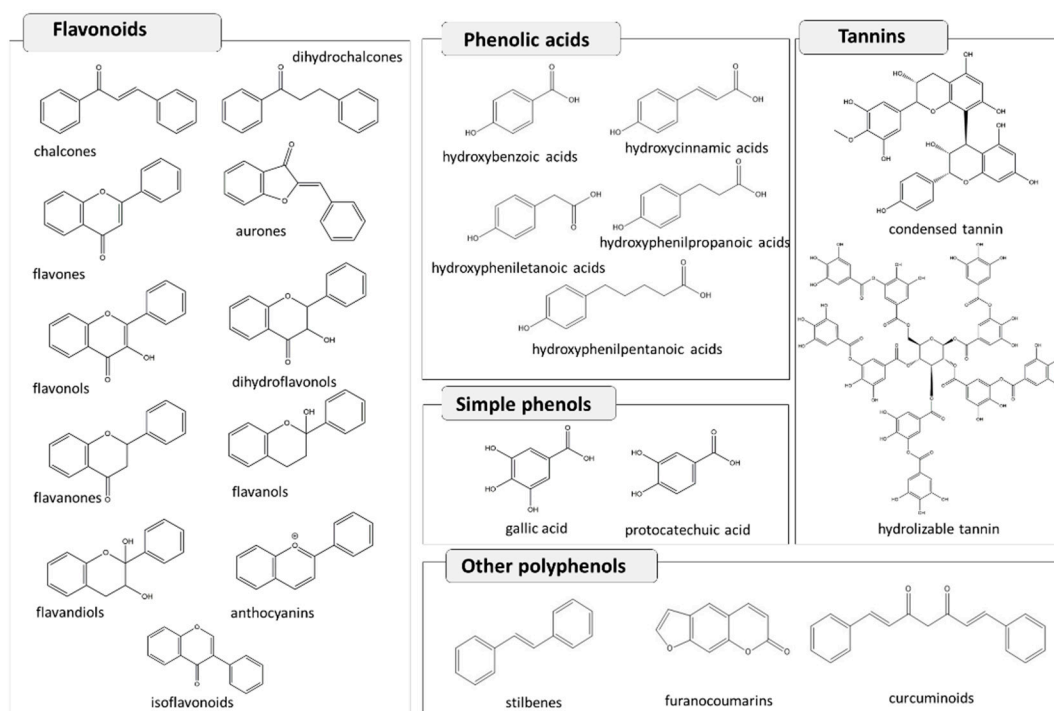 Flavonoids
dihydrochalcones
chalcones
aurones
flavones
flavonols
dihydroflavonols
flavanones
flavanols
flavandiols
anthocyanins
isoflavonoids
Phenolic acids
hydroxybenzoic acids
hydroxycinnamic acids
hydroxypheniletanoic acids
hydroxyphenilpropanoic acids
hydroxyphenilpentanoic acids
Simple phenols
gallic acid
protocatechuic acid
Tannins
condensed tannin
hydrolizable tannin
Other polyphenols
stilbenes
furanocoumarins
curcuminoids